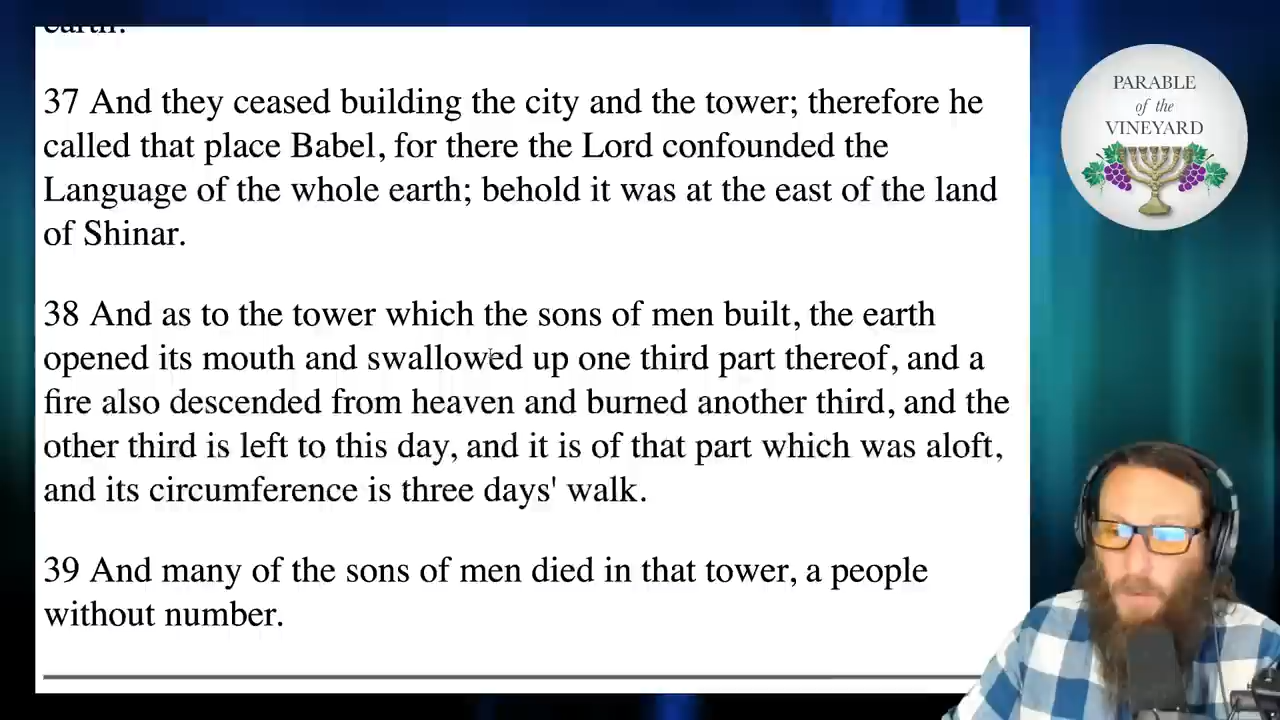 earth.
37 And they ceased building the city and the tower; therefore he
called that place Babel, for there the Lord confounded the
Language of the whole earth; behold it was at the east of the land
of Shinar.
38 And as to the tower which the sons of men built, the earth
opened its mouth and swallowed up one third part thereof, and a
fire also descended from heaven and burned another third, and the
other third is left to this day, and it is of that part which was aloft,
and its circumference is three days' walk.
39 And many of the sons of men died in that tower, a people
without number.
PARABLE
of the
VINEYARD